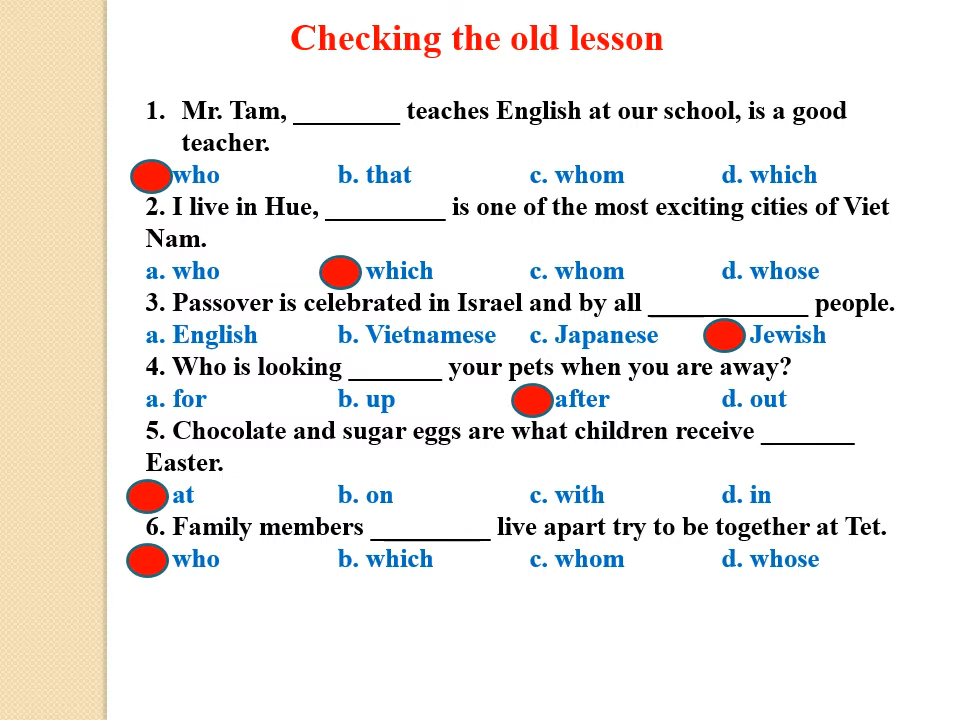 Checking the old lesson
1. Mr. Tam, ________ teaches English at our school, is a good
teacher.
who b. that c. whom d. which
2. I live in Hue, _________ is one of the most exciting cities of Viet
Nam.
a. who which c. whom d. whose
3. Passover is celebrated in Israel and by all ____________ people.
a. English b. Vietnamese c. Japanese Jewish
4. Who is looking _______ your pets when you are away?
a. for b. up after d. out
5. Chocolate and sugar eggs are what children receive _______
Easter.
at b. on c. with d. in
6. Family members _________ live apart try to be together at Tet.
who b. which c. whom d. whose